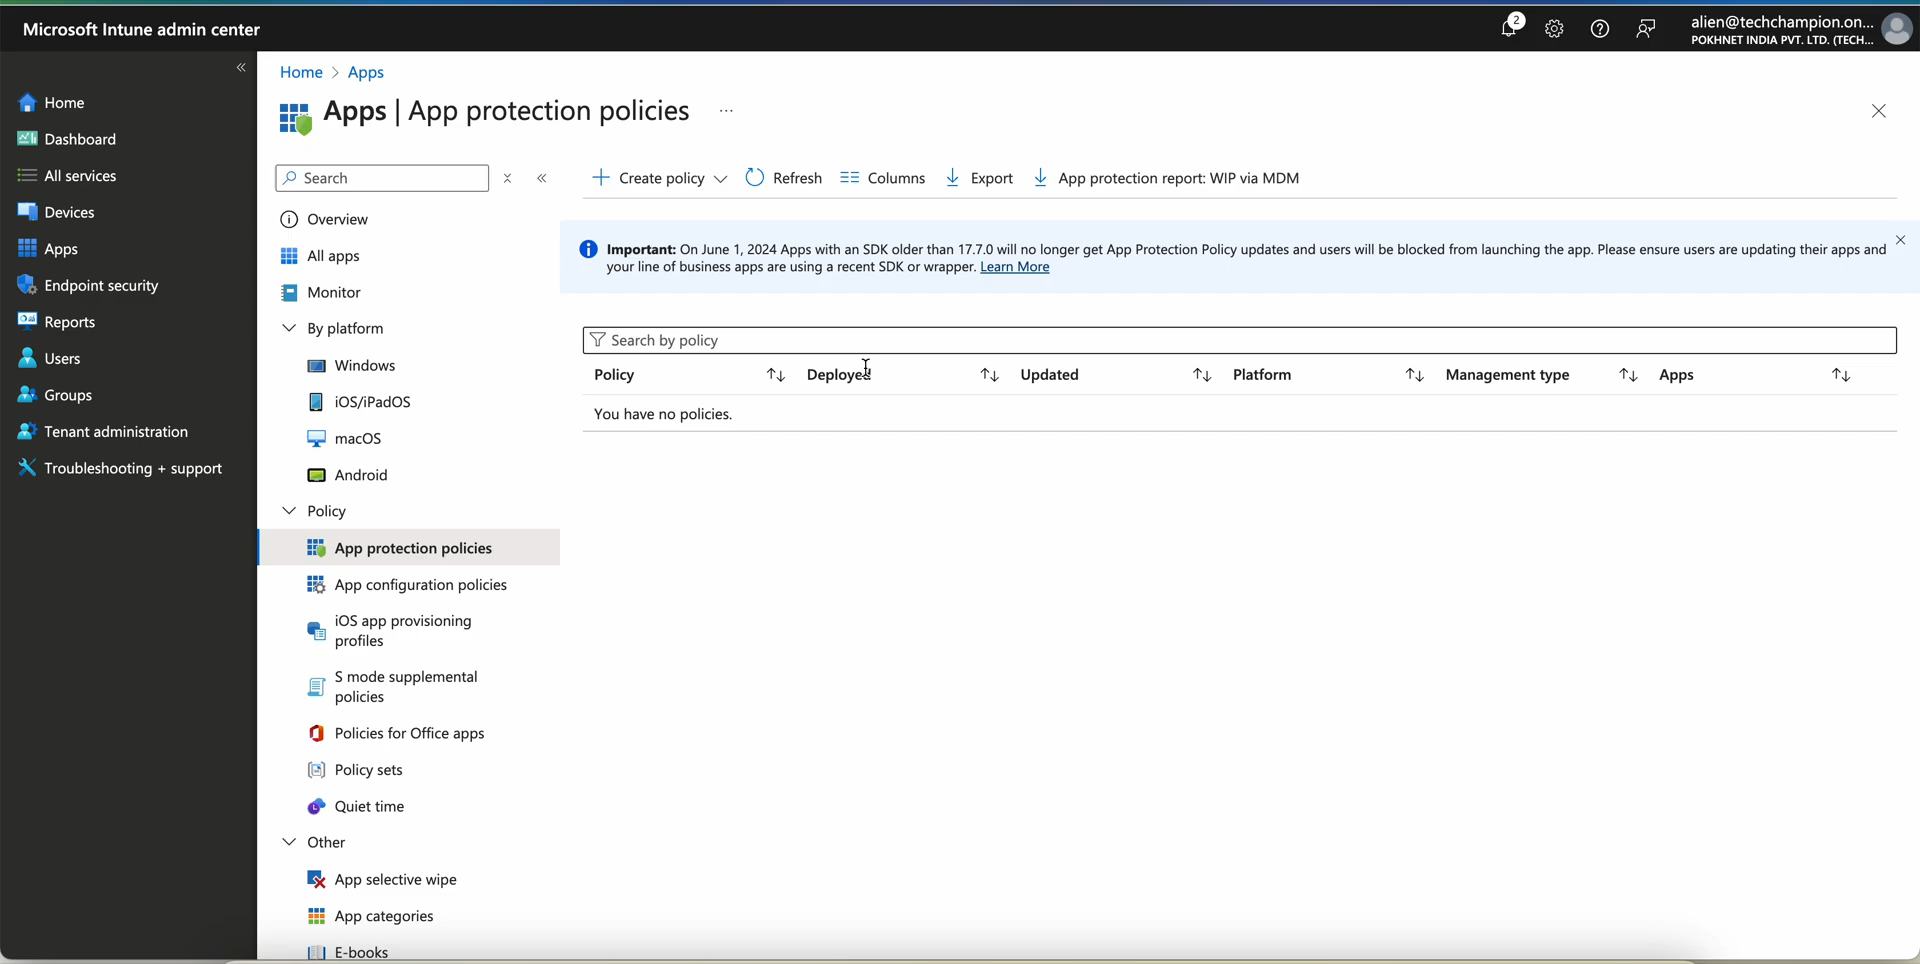 Microsoft Intune admin center
2
alien@techchampion.on...
POKHNET INDIA PVT. LTD. (TECH...
Home
Dashboard
All services
Devices
Apps
Endpoint security
Reports
Users
Groups
Tenant administration
Troubleshooting + support
Home > Apps
Apps | App protection policies ...
Search
Overview
All apps
Monitor
By platform
Windows
iOS/iPadOS
macOS
Android
Policy
App protection policies
App configuration policies
iOS app provisioning
profiles
S mode supplemental
policies
Policies for Office apps
Policy sets
Quiet time
Other
App selective wipe
App categories
E-books
Create policy Refresh Columns Export App protection report: WIP via MDM
Important: On June 1, 2024 Apps with an SDK older than 17.7.0 will no longer get App Protection Policy updates and users will be blocked from launching the app. Please ensure users are updating their apps and
your line of business apps are using a recent SDK or wrapper. Learn More
Search by policy
Policy Deployed Updated Platform Management type Apps
You have no policies.